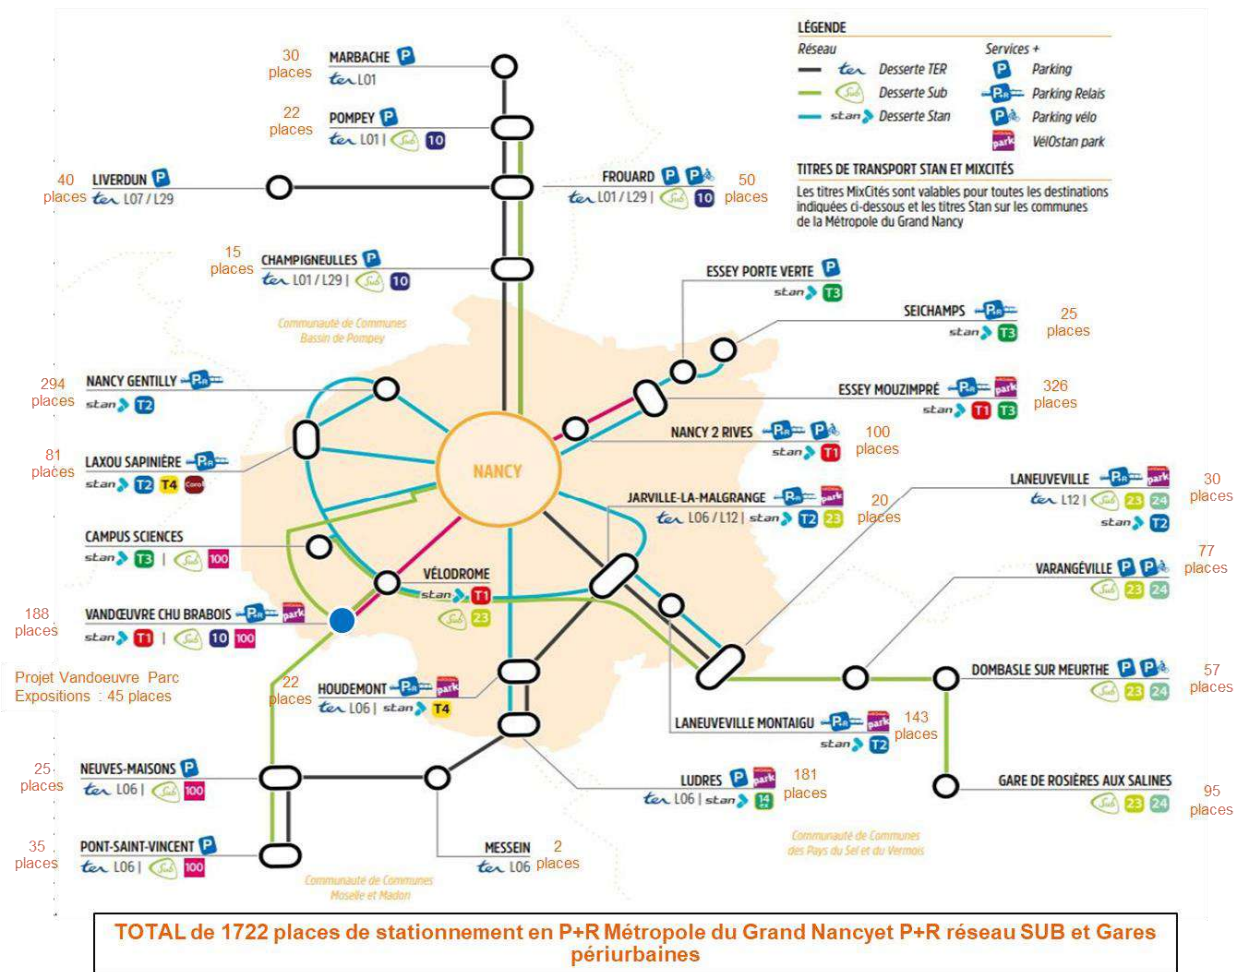 LÉGENDE
Réseau
Services +
ter Desserte TER
P Parking
Sub Desserte Sub
P+R Parking Relais
stan Desserte Stan
P Parking vélo
park VélOstan park
TITRES DE TRANSPORT STAN ET MIXCITÉS
Les titres MixCités sont valables pour toutes les destinations
indiquées ci-dessous et les titres Stan sur les communes
de la Métropole du Grand Nancy
30
places
MARBACHE P
ter L01
22
places
POMPEY P
ter L01 | Sub 10
40
places
LIVERDUN P
ter L07 / L29
FROUARD P P
ter L01 / L29 | Sub 10
50
places
15
places
CHAMPIGNEULLES P
ter L01 / L29 | Sub 10
ESSEY PORTE VERTE P
stan T3
SEICHAMPS P+R
stan T3
25
places
Communauté de Communes
Bassin de Pompey
294
places
NANCY GENTILLY P+R
stan T2
ESSEY MOUZIMPRÉ P+R park
stan T1 T3
326
places
NANCY 2 RIVES P+R P
stan T1
100
places
81
places
LAXOU SAPINIÈRE P+R
stan T2 T4 Corol
NANCY
JARVILLE-LA-MALGRANGE P+R park
ter L06 / L12 | stan T2 23
20
places
LANEUVEVILLE P+R park
ter L12 | Sub 23 24
stan T2
30
places
CAMPUS SCIENCES
stan T3 | Sub 100
VÉLODROME
stan T1
Sub 23
VARANGÉVILLE P P
Sub 23 24
77
places
188
places
VANDŒUVRE CHU BRABOIS P+R park
stan T1 | Sub 10 100
Projet Vandoeuvre Parc
Expositions : 45 places
22
places
HOUDEMONT P+R park
ter L06 | stan T4
DOMBASLE SUR MEURTHE P P
Sub 23 24
57
places
LANEUVEVILLE MONTAIGU P+R park
stan T2
143
places
25
places
NEUVES-MAISONS P
ter L06 | Sub 100
LUDRES P park
ter L06 | stan 14
181
places
GARE DE ROSIÈRES AUX SALINES
Sub 23 24
95
places
35
places
PONT-SAINT-VINCENT P
ter L06 | Sub 100
MESSEIN
ter L06
2
places
Communauté de Communes
des Pays du Sel et du Vermois
Communauté de Communes
Moselle et Madon
TOTAL de 1722 places de stationnement en P+R Métropole du Grand Nancyet P+R réseau SUB et Gares
périurbaines